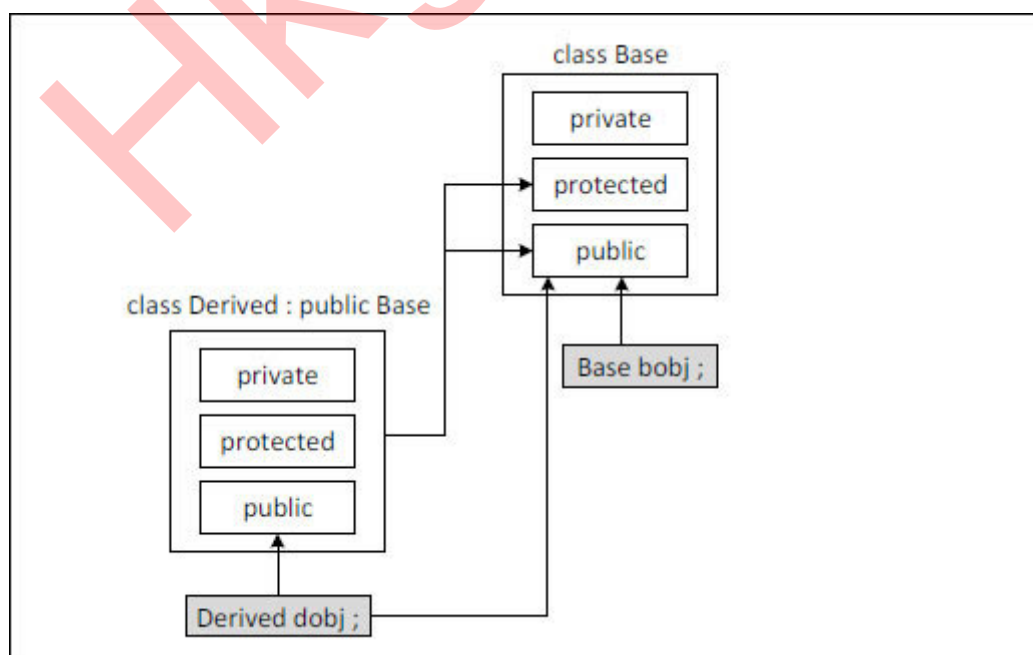 class Base
private
protected
public
class Derived : public Base
Base bobj ;
private
protected
public
Derived dobj ;